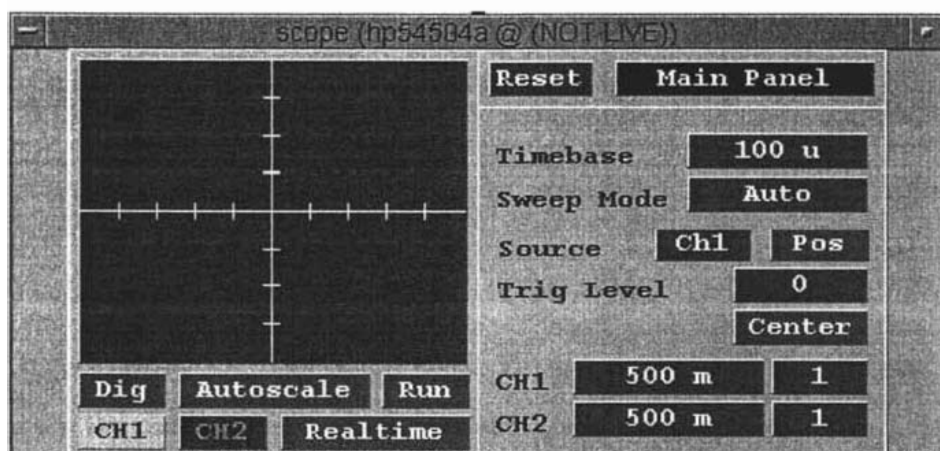 scope (hp54504a @ (NOT LIVE))
Reset Main Panel
Timebase 100 u
Sweep Mode Auto
Source Ch1 Pos
Trig Level 0
Center
CH1 500 m 1
CH2 500 m 1
Dig Autoscale Run
CH1 CH2 Realtime